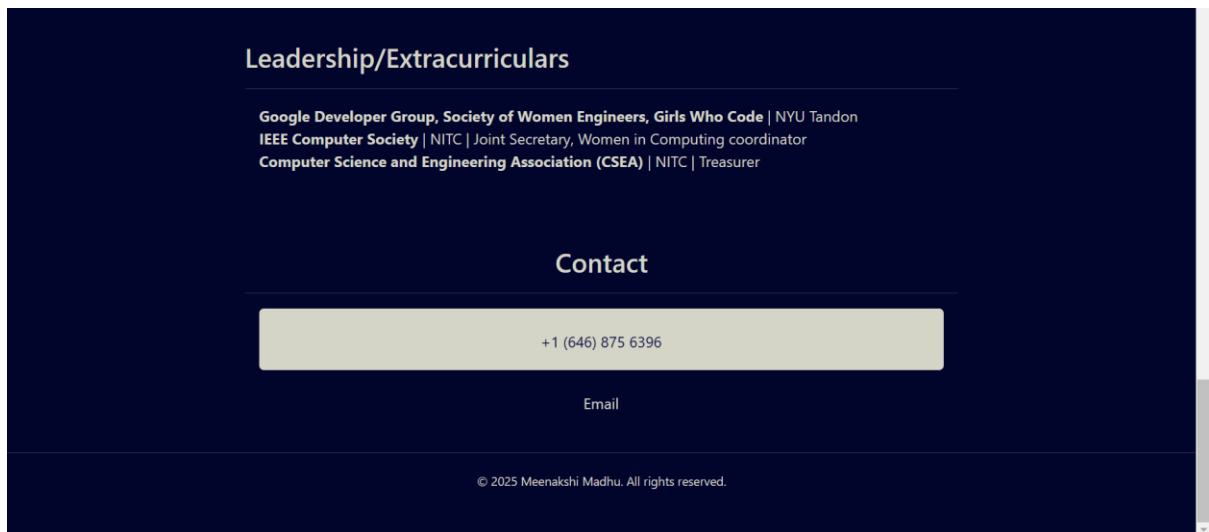 Leadership/Extracurriculars
Google Developer Group, Society of Women Engineers, Girls Who Code | NYU Tandon
IEEE Computer Society | NITC | Joint Secretary, Women in Computing coordinator
Computer Science and Engineering Association (CSEA) | NITC | Treasurer
Contact
+1 (646) 875 6396
Email
© 2025 Meenakshi Madhu. All rights reserved.